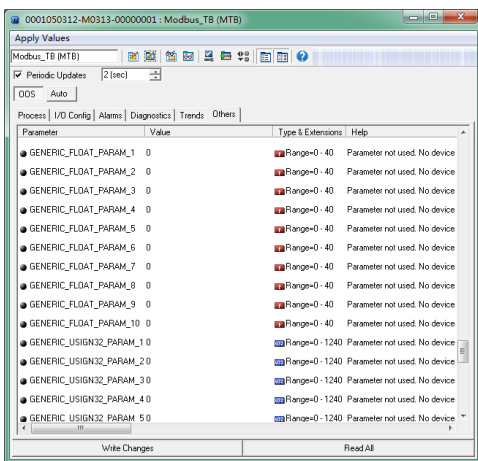 0001050312-M0313-00000001 : Modbus_TB (MTB)
Apply Values
Modbus_TB (MTB)
Periodic Updates 2 (sec)
OOS Auto
Process I/O Config Alarms Diagnostics Trends Others
Parameter Value Type & Extensions Help
GENERIC_FLOAT_PARAM_1 0 Range=0 - 40 Parameter not used. No device
GENERIC_FLOAT_PARAM_2 0 Range=0 - 40 Parameter not used. No device
GENERIC_FLOAT_PARAM_3 0 Range=0 - 40 Parameter not used. No device
GENERIC_FLOAT_PARAM_4 0 Range=0 - 40 Parameter not used. No device
GENERIC_FLOAT_PARAM_5 0 Range=0 - 40 Parameter not used. No device
GENERIC_FLOAT_PARAM_6 0 Range=0 - 40 Parameter not used. No device
GENERIC_FLOAT_PARAM_7 0 Range=0 - 40 Parameter not used. No device
GENERIC_FLOAT_PARAM_8 0 Range=0 - 40 Parameter not used. No device
GENERIC_FLOAT_PARAM_9 0 Range=0 - 40 Parameter not used. No device
GENERIC_FLOAT_PARAM_10 0 Range=0 - 40 Parameter not used. No device
GENERIC_USIGN32_PARAM_1 0 Range=0 - 1240 Parameter not used. No device
GENERIC_USIGN32_PARAM_2 0 Range=0 - 1240 Parameter not used. No device
GENERIC_USIGN32_PARAM_3 0 Range=0 - 1240 Parameter not used. No device
GENERIC_USIGN32_PARAM_4 0 Range=0 - 1240 Parameter not used. No device
GENERIC_USIGN32_PARAM_5 0 Range=0 - 1240 Parameter not used. No device
Write Changes Read All